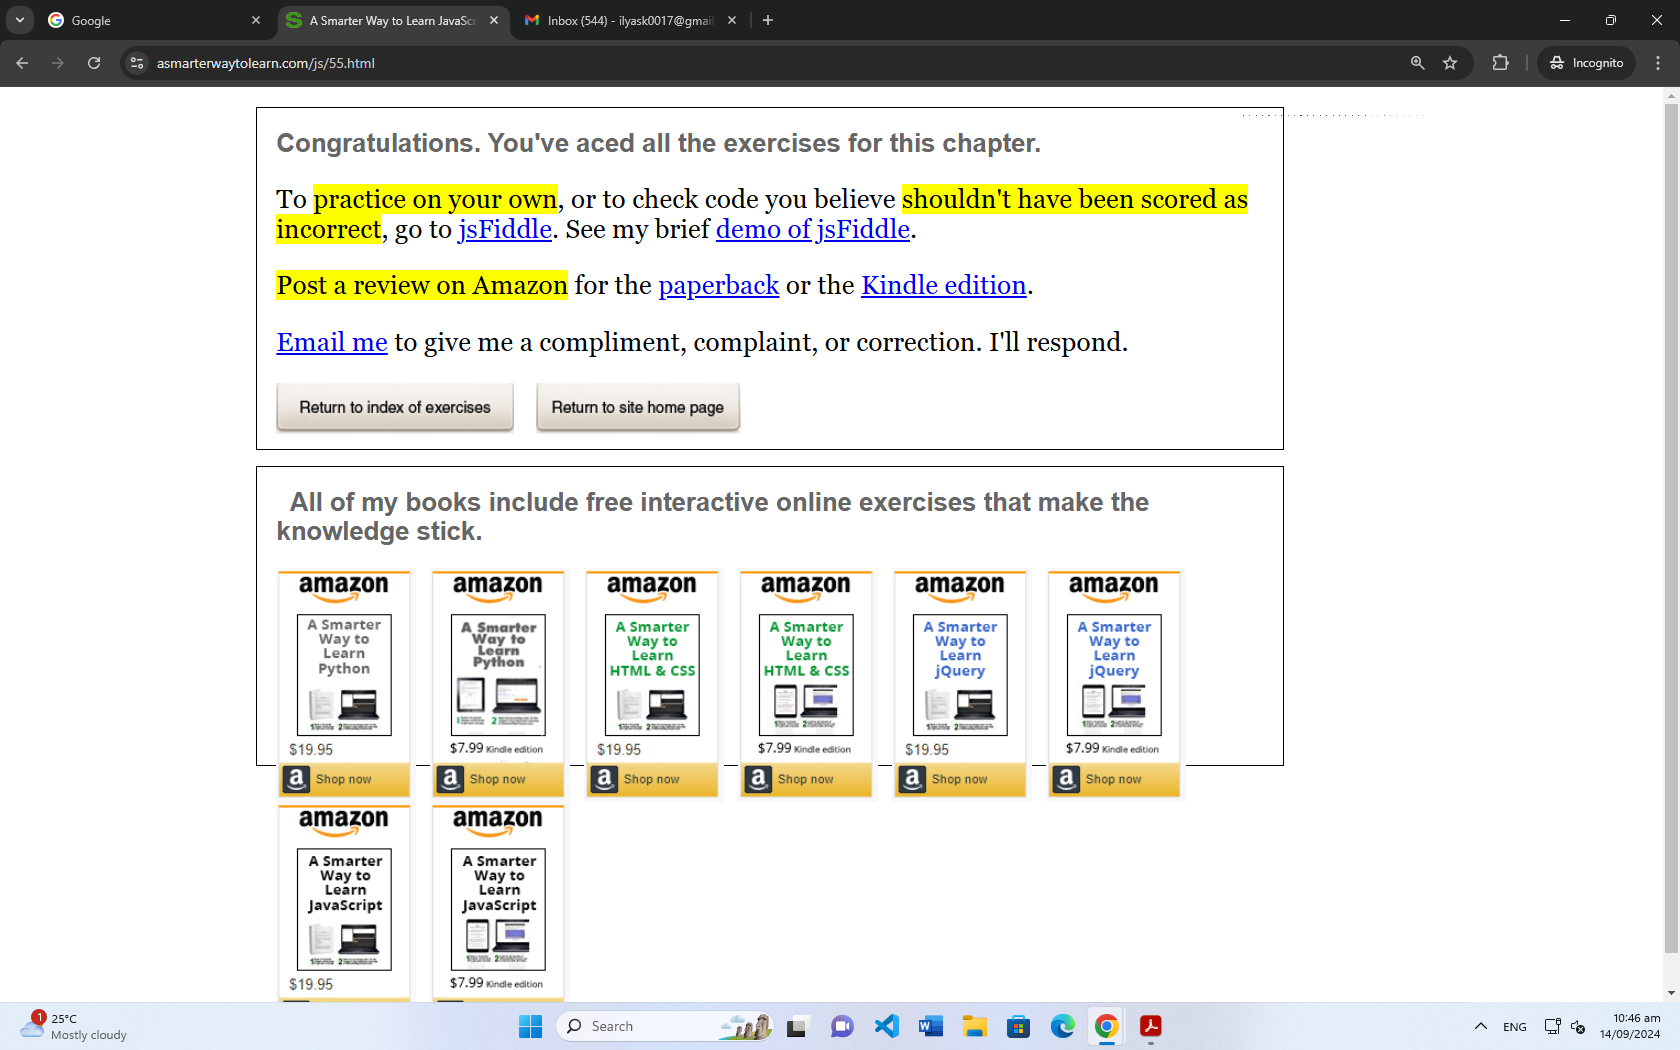 Google
A Smarter Way to Learn JavaScr
Inbox (544) - ilyask0017@gmail
asmarterwaytolearn.com/js/55.html
Incognito
Congratulations. You've aced all the exercises for this chapter.
To practice on your own, or to check code you believe shouldn't have been scored as
incorrect, go to jsFiddle. See my brief demo of jsFiddle.
Post a review on Amazon for the paperback or the Kindle edition.
Email me to give me a compliment, complaint, or correction. I'll respond.
Return to index of exercises
Return to site home page
All of my books include free interactive online exercises that make the
knowledge stick.
amazon
A Smarter
Way to
Learn
Python
$19.95
a Shop now
amazon
A Smarter
Way to
Learn
Python
$7.99 Kindle edition
a Shop now
amazon
A Smarter
Way to
Learn
HTML & CSS
$19.95
a Shop now
amazon
A Smarter
Way to
Learn
HTML & CSS
$7.99 Kindle edition
a Shop now
amazon
A Smarter
Way to
Learn
jQuery
$19.95
a Shop now
amazon
A Smarter
Way to
Learn
jQuery
$7.99 Kindle edition
a Shop now
amazon
A Smarter
Way to
Learn
JavaScript
$19.95
amazon
A Smarter
Way to
Learn
JavaScript
$7.99 Kindle edition
1
25°C
Mostly cloudy
Search
ENG
10:46 am
14/09/2024